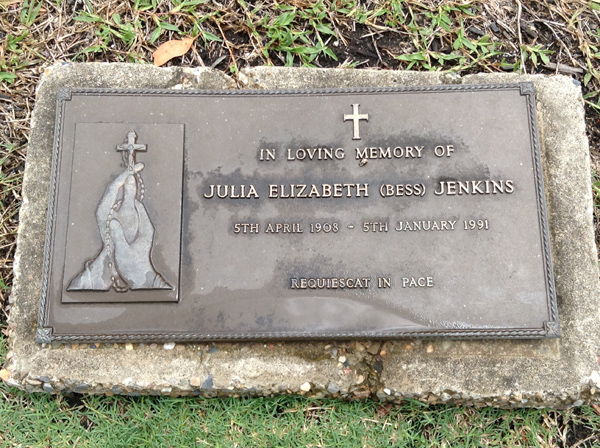 IN LOVING MEMORY OF
JULIA ELIZABETH (BESS) JENKINS
5TH APRIL 1908 - 5TH JANUARY 1991
REQUIESCAT IN PACE